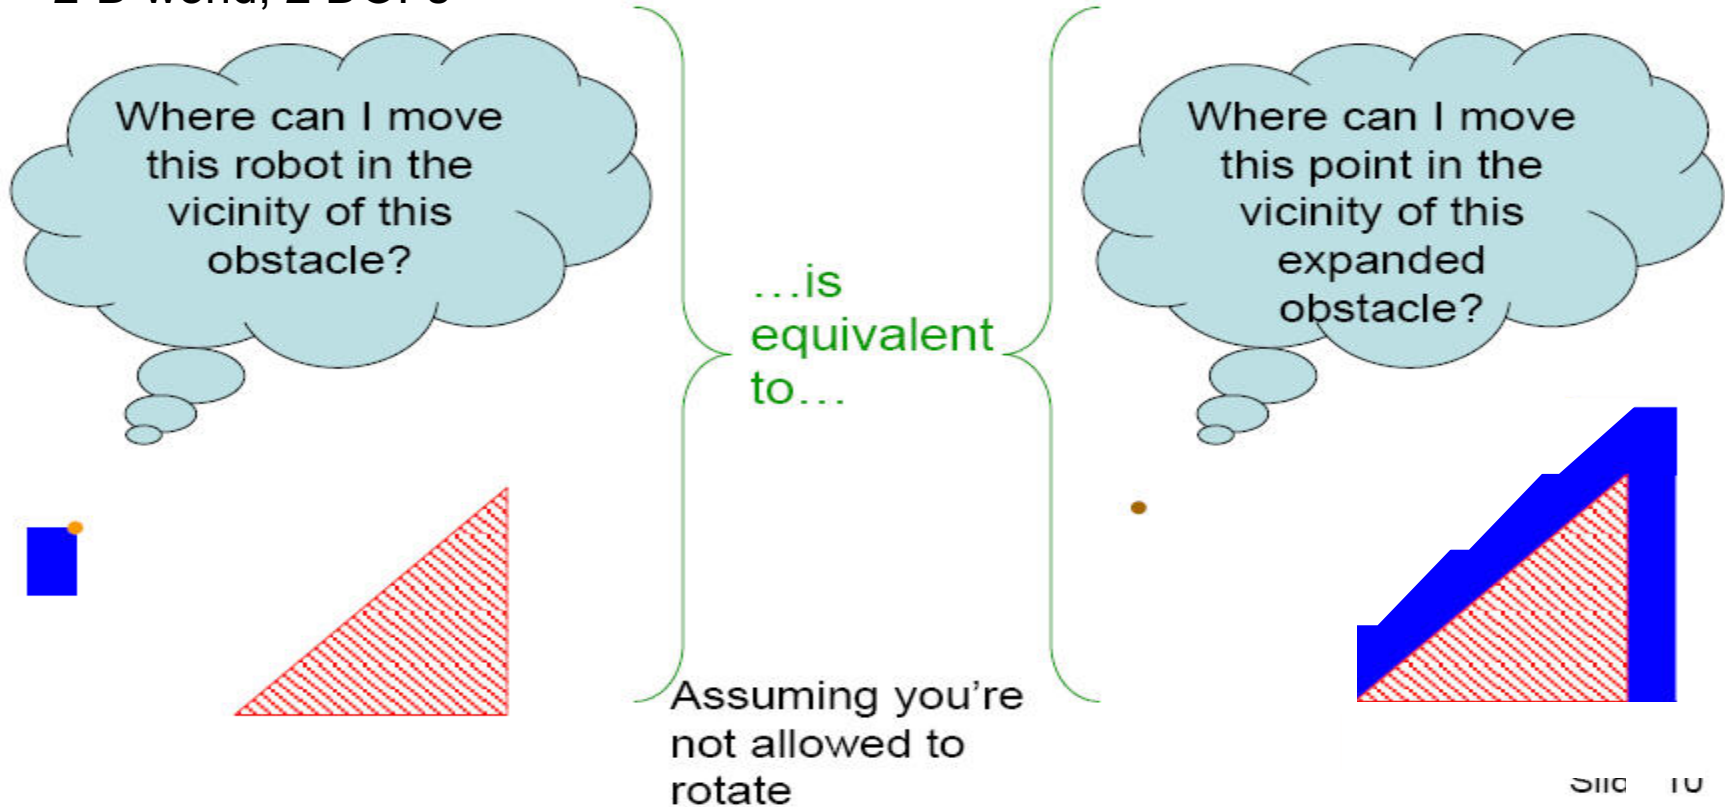 Where can I move
this robot in the
vicinity of this
obstacle?
…is
equivalent
to…
Where can I move
this point in the
vicinity of this
expanded
obstacle?
Assuming you're
not allowed to
rotate